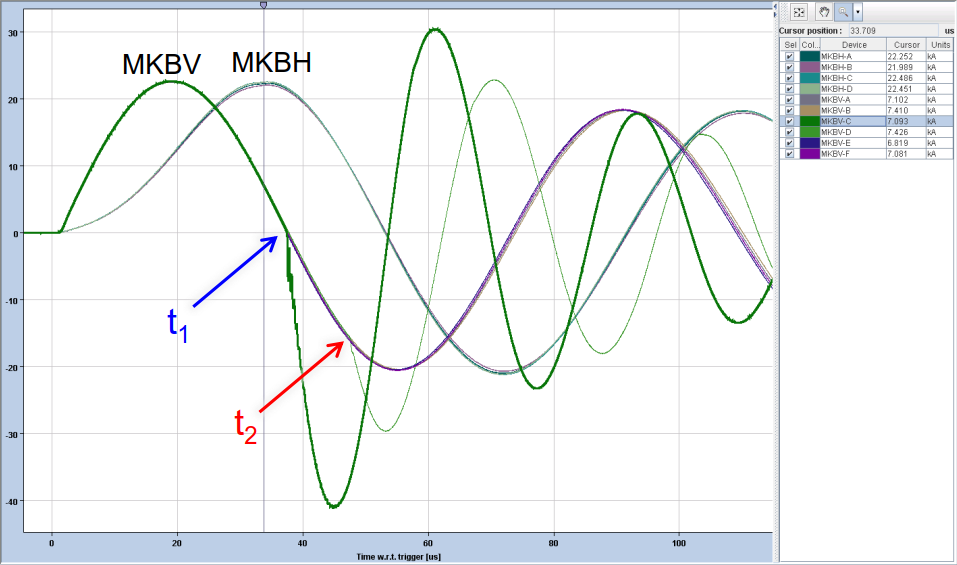 MKBV MKBH
30
20
10
0
-10
-20
-30
-40
t1
t2
0 20 40 60 80 100
Time w.r.t. trigger [us]
Cursor position : 33.709 us
Sel Col... Device Cursor Units
MKBH-A 22.252 kA
MKBH-B 21.989 kA
MKBH-C 22.486 kA
MKBH-D 22.451 kA
MKBV-A 7.102 kA
MKBV-B 7.410 kA
MKBV-C 7.093 kA
MKBV-D 7.426 kA
MKBV-E 6.819 kA
MKBV-F 7.081 kA